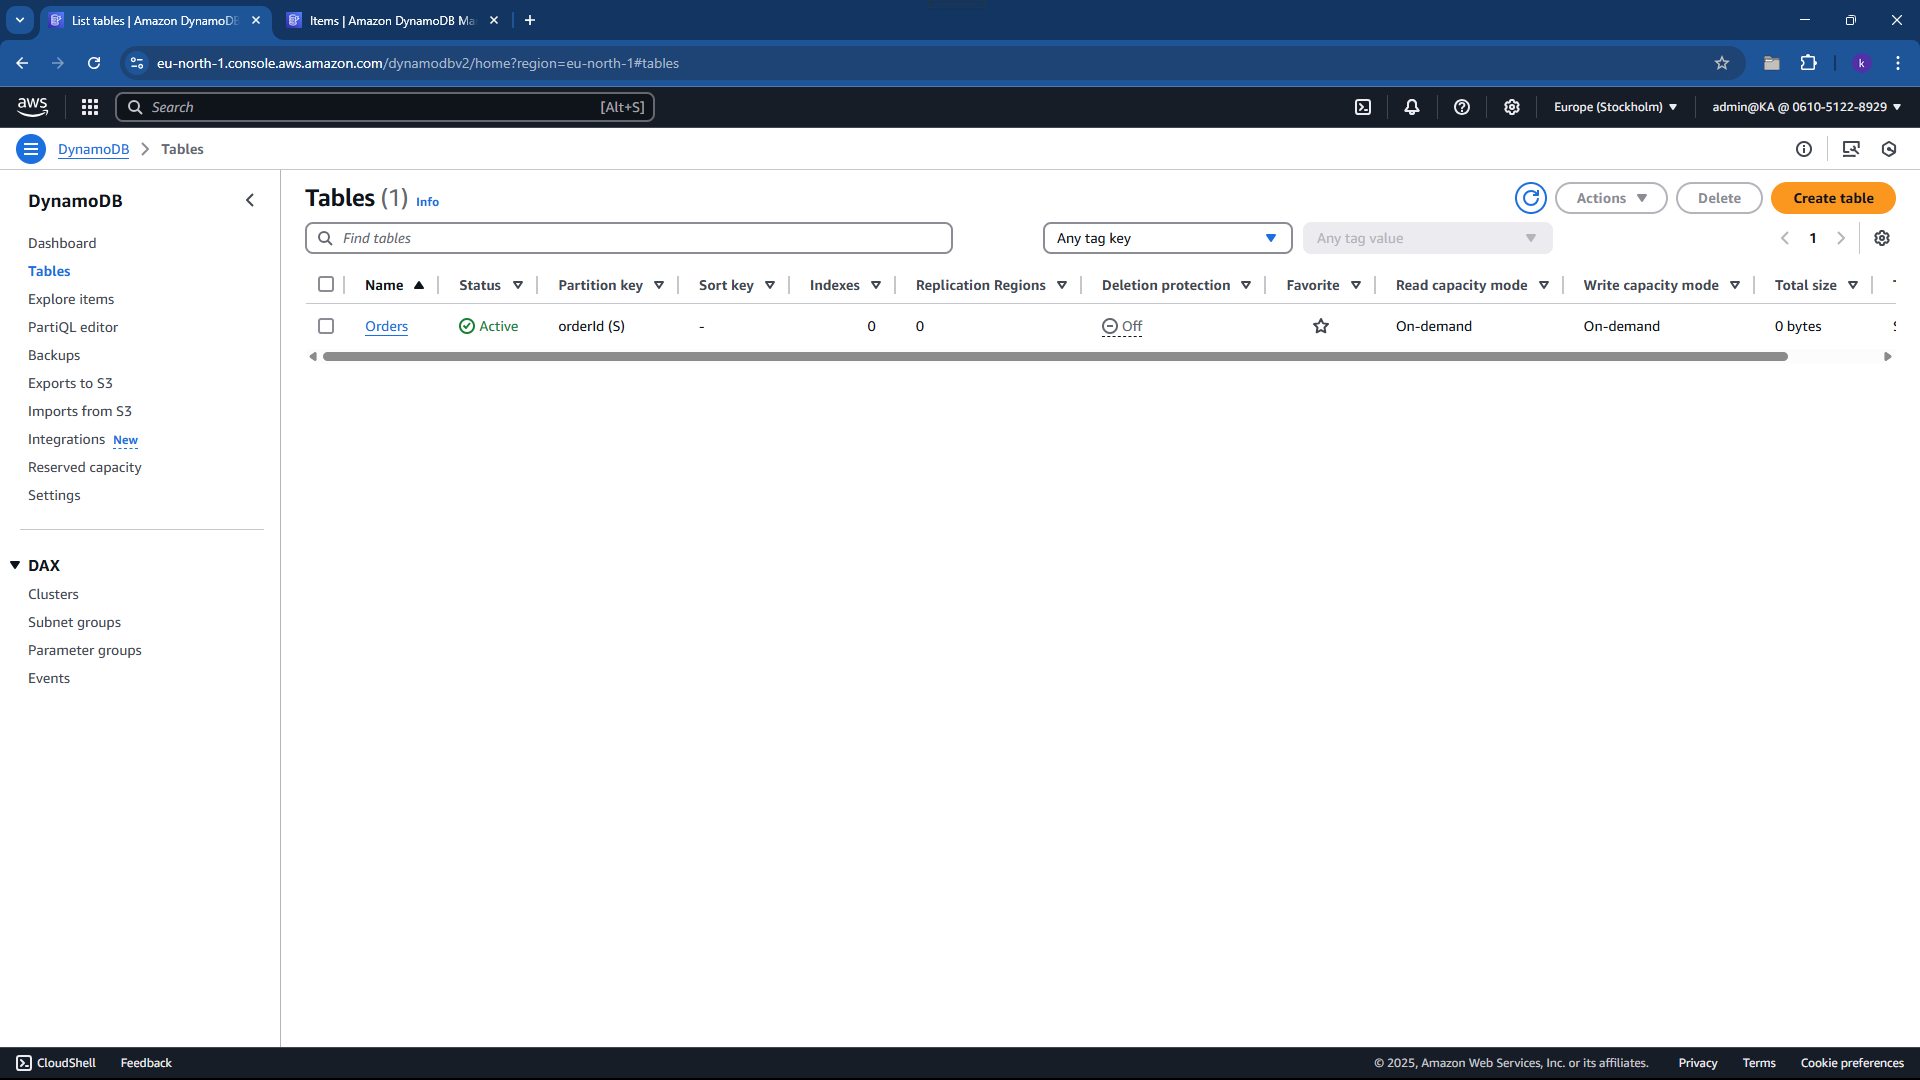 List tables | Amazon DynamoDB
Items | Amazon DynamoDB Ma
eu-north-1.console.aws.amazon.com/dynamodbv2/home?region=eu-north-1#tables
k
aws
Search
[Alt+S]
Europe (Stockholm)
admin@KA @ 0610-5122-8929
DynamoDB
Tables
DynamoDB
Dashboard
Tables
Explore items
PartiQL editor
Backups
Exports to S3
Imports from S3
Integrations New
Reserved capacity
Settings
DAX
Clusters
Subnet groups
Parameter groups
Events
Tables (1) Info
Actions
Delete
Create table
Find tables
Any tag key
Any tag value
1
Name Status Partition key Sort key Indexes Replication Regions Deletion protection Favorite Read capacity mode Write capacity mode Total size
Orders Active orderId (S) - 0 0 Off On-demand On-demand 0 bytes
CloudShell Feedback
© 2025, Amazon Web Services, Inc. or its affiliates. Privacy Terms Cookie preferences